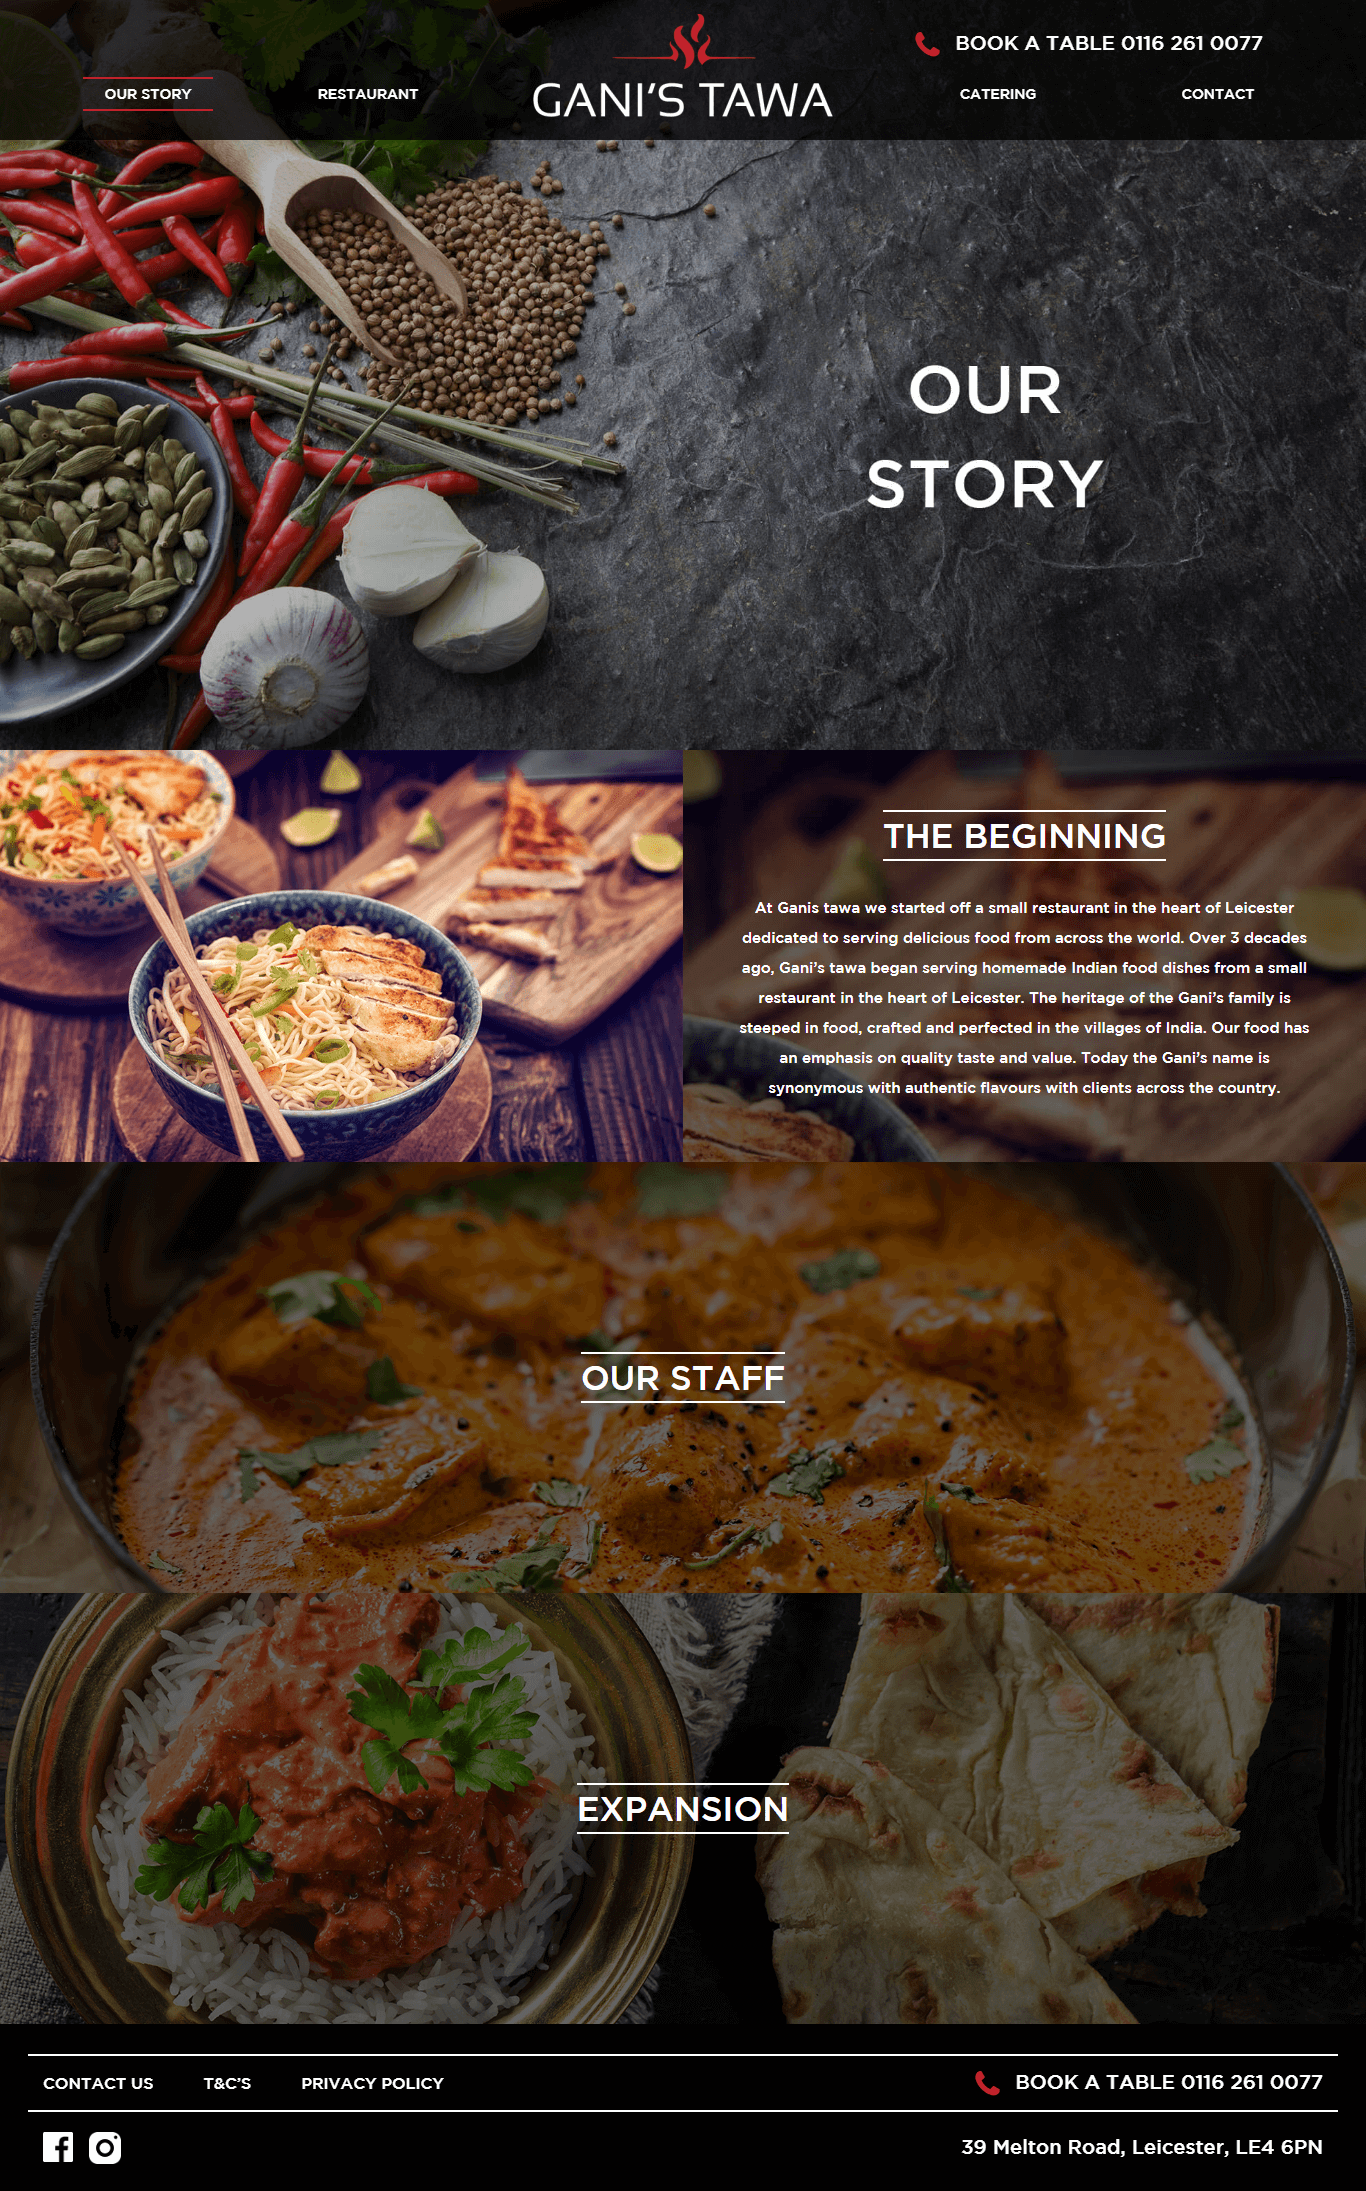 BOOK A TABLE 0116 261 0077
OUR STORY
RESTAURANT
GANI'S TAWA
CATERING
CONTACT
OUR
STORY
THE BEGINNING
At Ganis tawa we started off a small restaurant in the heart of Leicester
dedicated to serving delicious food from across the world. Over 3 decades
ago, Gani's tawa began serving homemade Indian food dishes from a small
restaurant in the heart of Leicester. The heritage of the Gani's family is
steeped in food, crafted and perfected in the villages of India. Our food has
an emphasis on quality taste and value. Today the Gani's name is
synonymous with authentic flavours with clients across the country.
OUR STAFF
EXPANSION
CONTACT US
T&C'S
PRIVACY POLICY
BOOK A TABLE 0116 261 0077
39 Melton Road, Leicester, LE4 6PN